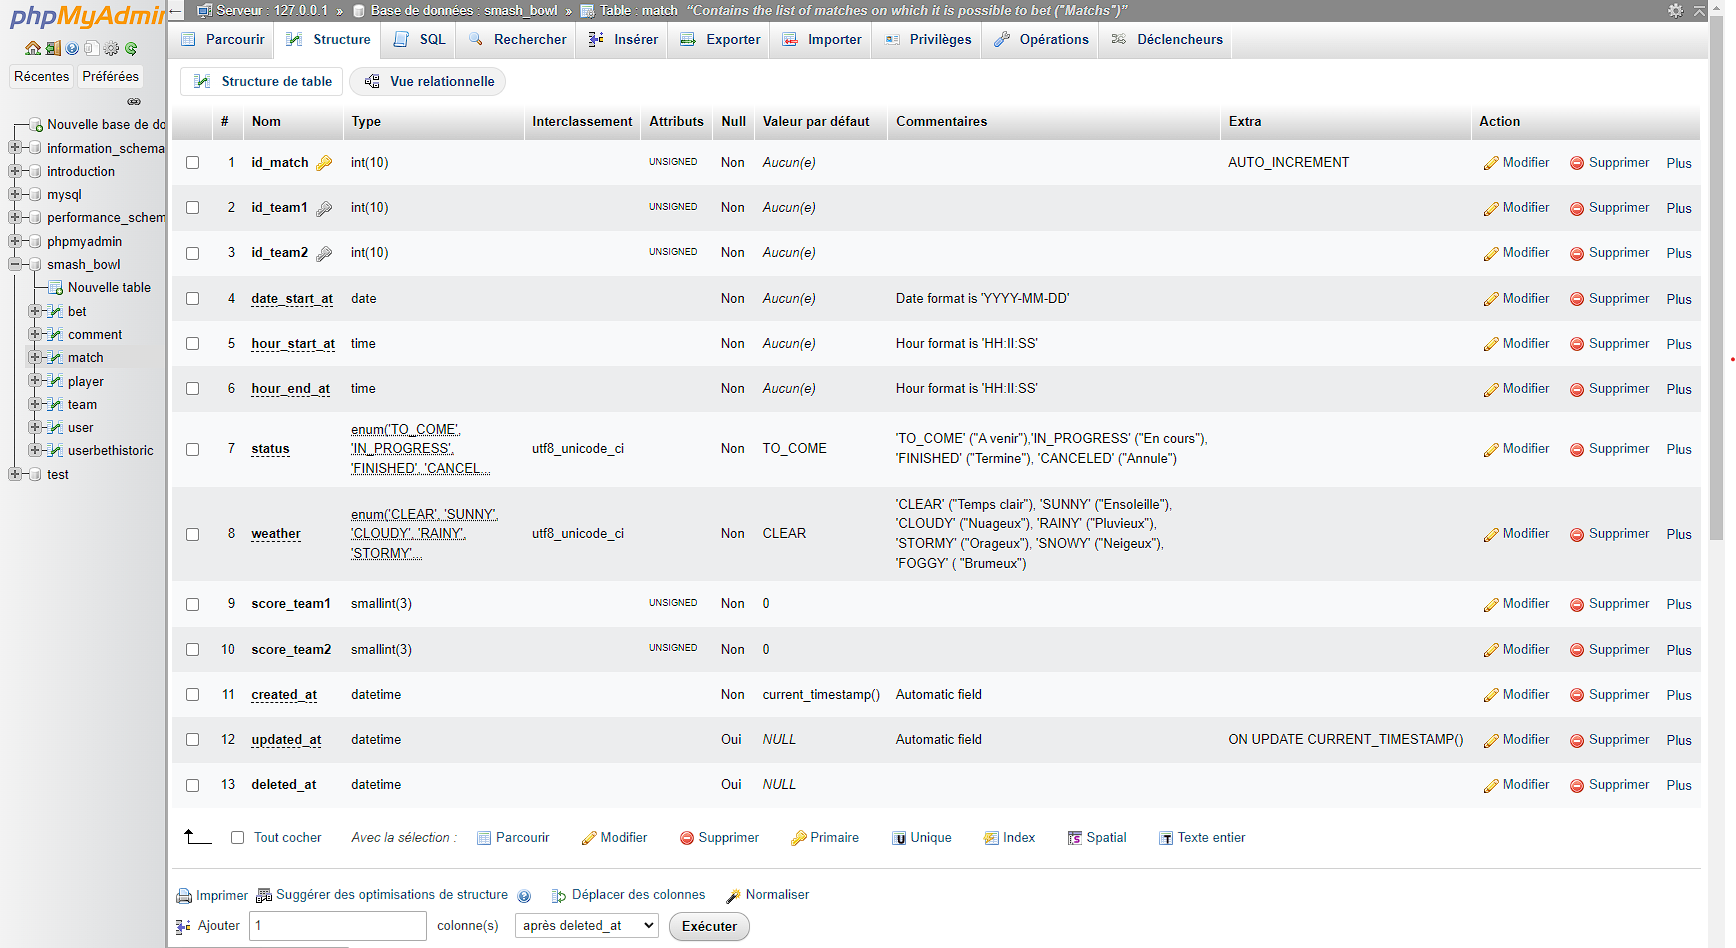 phpMyAdmin
Récentes Préférées
Nouvelle base de do
information_schema
introduction
mysql
performance_schem
phpmyadmin
smash_bowl
Nouvelle table
bet
comment
match
player
team
user
userbethistoric
test
Serveur : 127.0.0.1 » Base de données : smash_bowl » Table : match “Contains the list of matches on which it is possible to bet ("Matchs")”
Parcourir Structure SQL Rechercher Insérer Exporter Importer Privilèges Opérations Déclencheurs
Structure de table Vue relationnelle
# Nom Type Interclassement Attributs Null Valeur par défaut Commentaires Extra Action
1 id_match int(10) UNSIGNED Non Aucun(e) AUTO_INCREMENT Modifier Supprimer Plus
2 id_team1 int(10) UNSIGNED Non Aucun(e) Modifier Supprimer Plus
3 id_team2 int(10) UNSIGNED Non Aucun(e) Modifier Supprimer Plus
4 date_start_at date Non Aucun(e) Date format is 'YYYY-MM-DD' Modifier Supprimer Plus
5 hour_start_at time Non Aucun(e) Hour format is 'HH:II:SS' Modifier Supprimer Plus
6 hour_end_at time Non Aucun(e) Hour format is 'HH:II:SS' Modifier Supprimer Plus
7 status enum('TO_COME', 'IN_PROGRESS', 'FINISHED', 'CANCEL... utf8_unicode_ci Non TO_COME 'TO_COME' ("A venir"),'IN_PROGRESS' ("En cours"), 'FINISHED' ("Termine"), 'CANCELED' ("Annule") Modifier Supprimer Plus
8 weather enum('CLEAR', 'SUNNY', 'CLOUDY', 'RAINY', 'STORMY'... utf8_unicode_ci Non CLEAR 'CLEAR' ("Temps clair"), 'SUNNY' ("Ensoleille"), 'CLOUDY' ("Nuageux"), 'RAINY' ("Pluvieux"), 'STORMY' ("Orageux"), 'SNOWY' ("Neigeux"), 'FOGGY' ( "Brumeux") Modifier Supprimer Plus
9 score_team1 smallint(3) UNSIGNED Non 0 Modifier Supprimer Plus
10 score_team2 smallint(3) UNSIGNED Non 0 Modifier Supprimer Plus
11 created_at datetime Non current_timestamp() Automatic field Modifier Supprimer Plus
12 updated_at datetime Oui NULL Automatic field ON UPDATE CURRENT_TIMESTAMP() Modifier Supprimer Plus
13 deleted_at datetime Oui NULL Modifier Supprimer Plus
Tout cocher Avec la sélection : Parcourir Modifier Supprimer Primaire Unique Index Spatial Texte entier
Imprimer Suggérer des optimisations de structure Déplacer des colonnes Normaliser
Ajouter 1 colonne(s) après deleted_at Exécuter